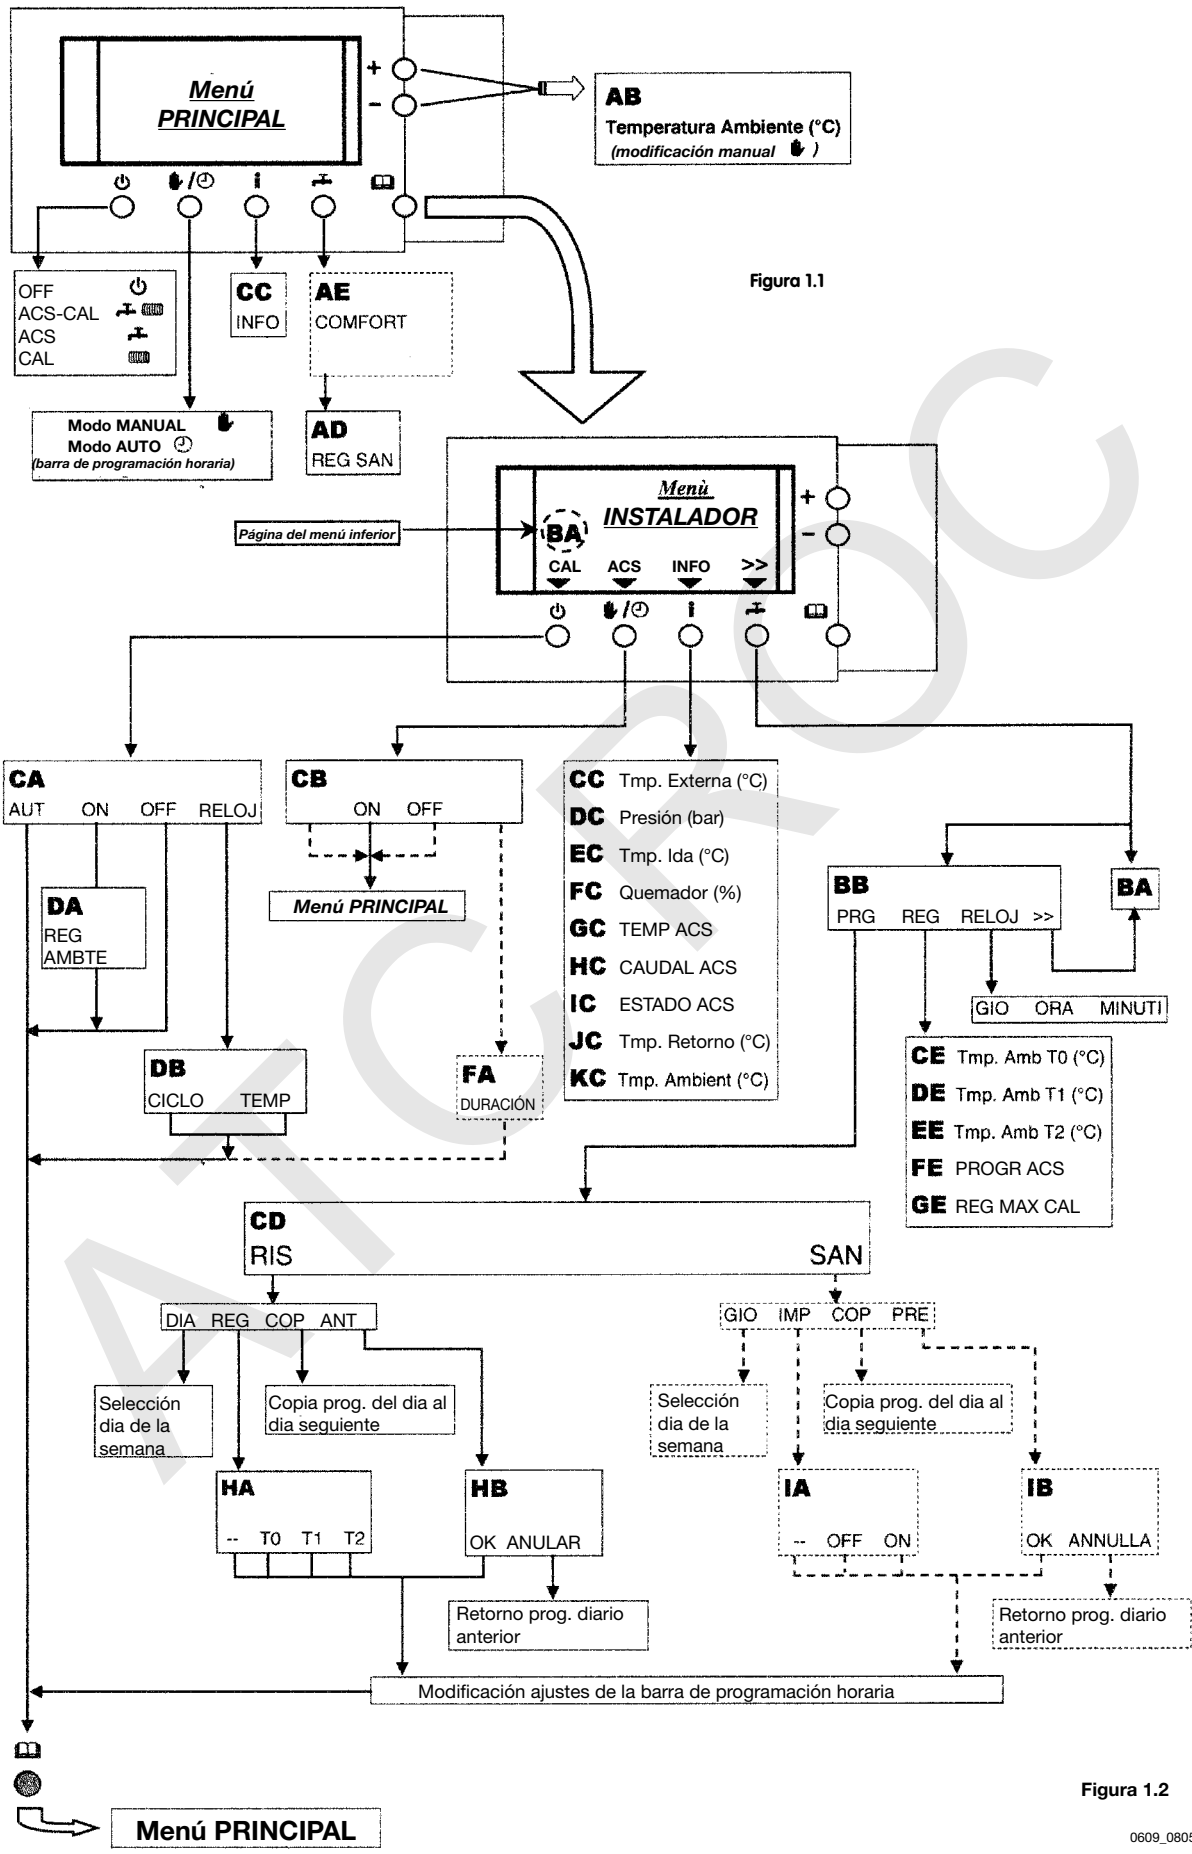 Menú
PRINCIPAL
+
-
AB
Temperatura Ambiente (°C)
(modificación manual )
/
i
OFF
ACS-CAL
ACS
CAL
CC
INFO
AE
COMFORT
Figura 1.1
Modo MANUAL
Modo AUTO
(barra de programación horaria)
AD
REG SAN
Menù
INSTALADOR
Página del menú inferior
BA
CAL ACS INFO >>
+
-
/
i
CA
AUT ON OFF RELOJ
CB
ON OFF
CC Tmp. Externa (°C)
DC Presión (bar)
EC Tmp. Ida (°C)
FC Quemador (%)
GC TEMP ACS
HC CAUDAL ACS
IC ESTADO ACS
JC Tmp. Retorno (°C)
KC Tmp. Ambient (°C)
BB
PRG REG RELOJ >>
BA
DA
REG
AMBTE
Menú PRINCIPAL
GIO ORA MINUTI
DB
CICLO TEMP
FA
DURACIÓN
CE Tmp. Amb T0 (°C)
DE Tmp. Amb T1 (°C)
EE Tmp. Amb T2 (°C)
FE PROGR ACS
GE REG MAX CAL
CD
RIS SAN
DIA REG COP ANT
GIO IMP COP PRE
Selección
dia de la
semana
Copia prog. del dia al
dia seguiente
Selección
dia de la
semana
Copia prog. del dia al
dia seguiente
HA
-- T0 T1 T2
HB
OK ANULAR
IA
-- OFF ON
IB
OK ANNULLA
Retorno prog. diario
anterior
Retorno prog. diario
anterior
Modificación ajustes de la barra de programación horaria
Menú PRINCIPAL
Figura 1.2
0609_0805
ATC ROC